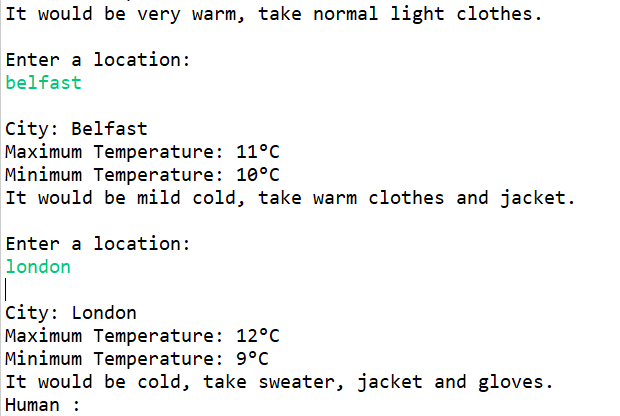 It would be very warm, take normal light clothes.
Enter a location:
belfast
City: Belfast
Maximum Temperature: 11°C
Minimum Temperature: 10°C
It would be mild cold, take warm clothes and jacket.
Enter a location:
london
City: London
Maximum Temperature: 12°C
Minimum Temperature: 9°C
It would be cold, take sweater, jacket and gloves.
Human :